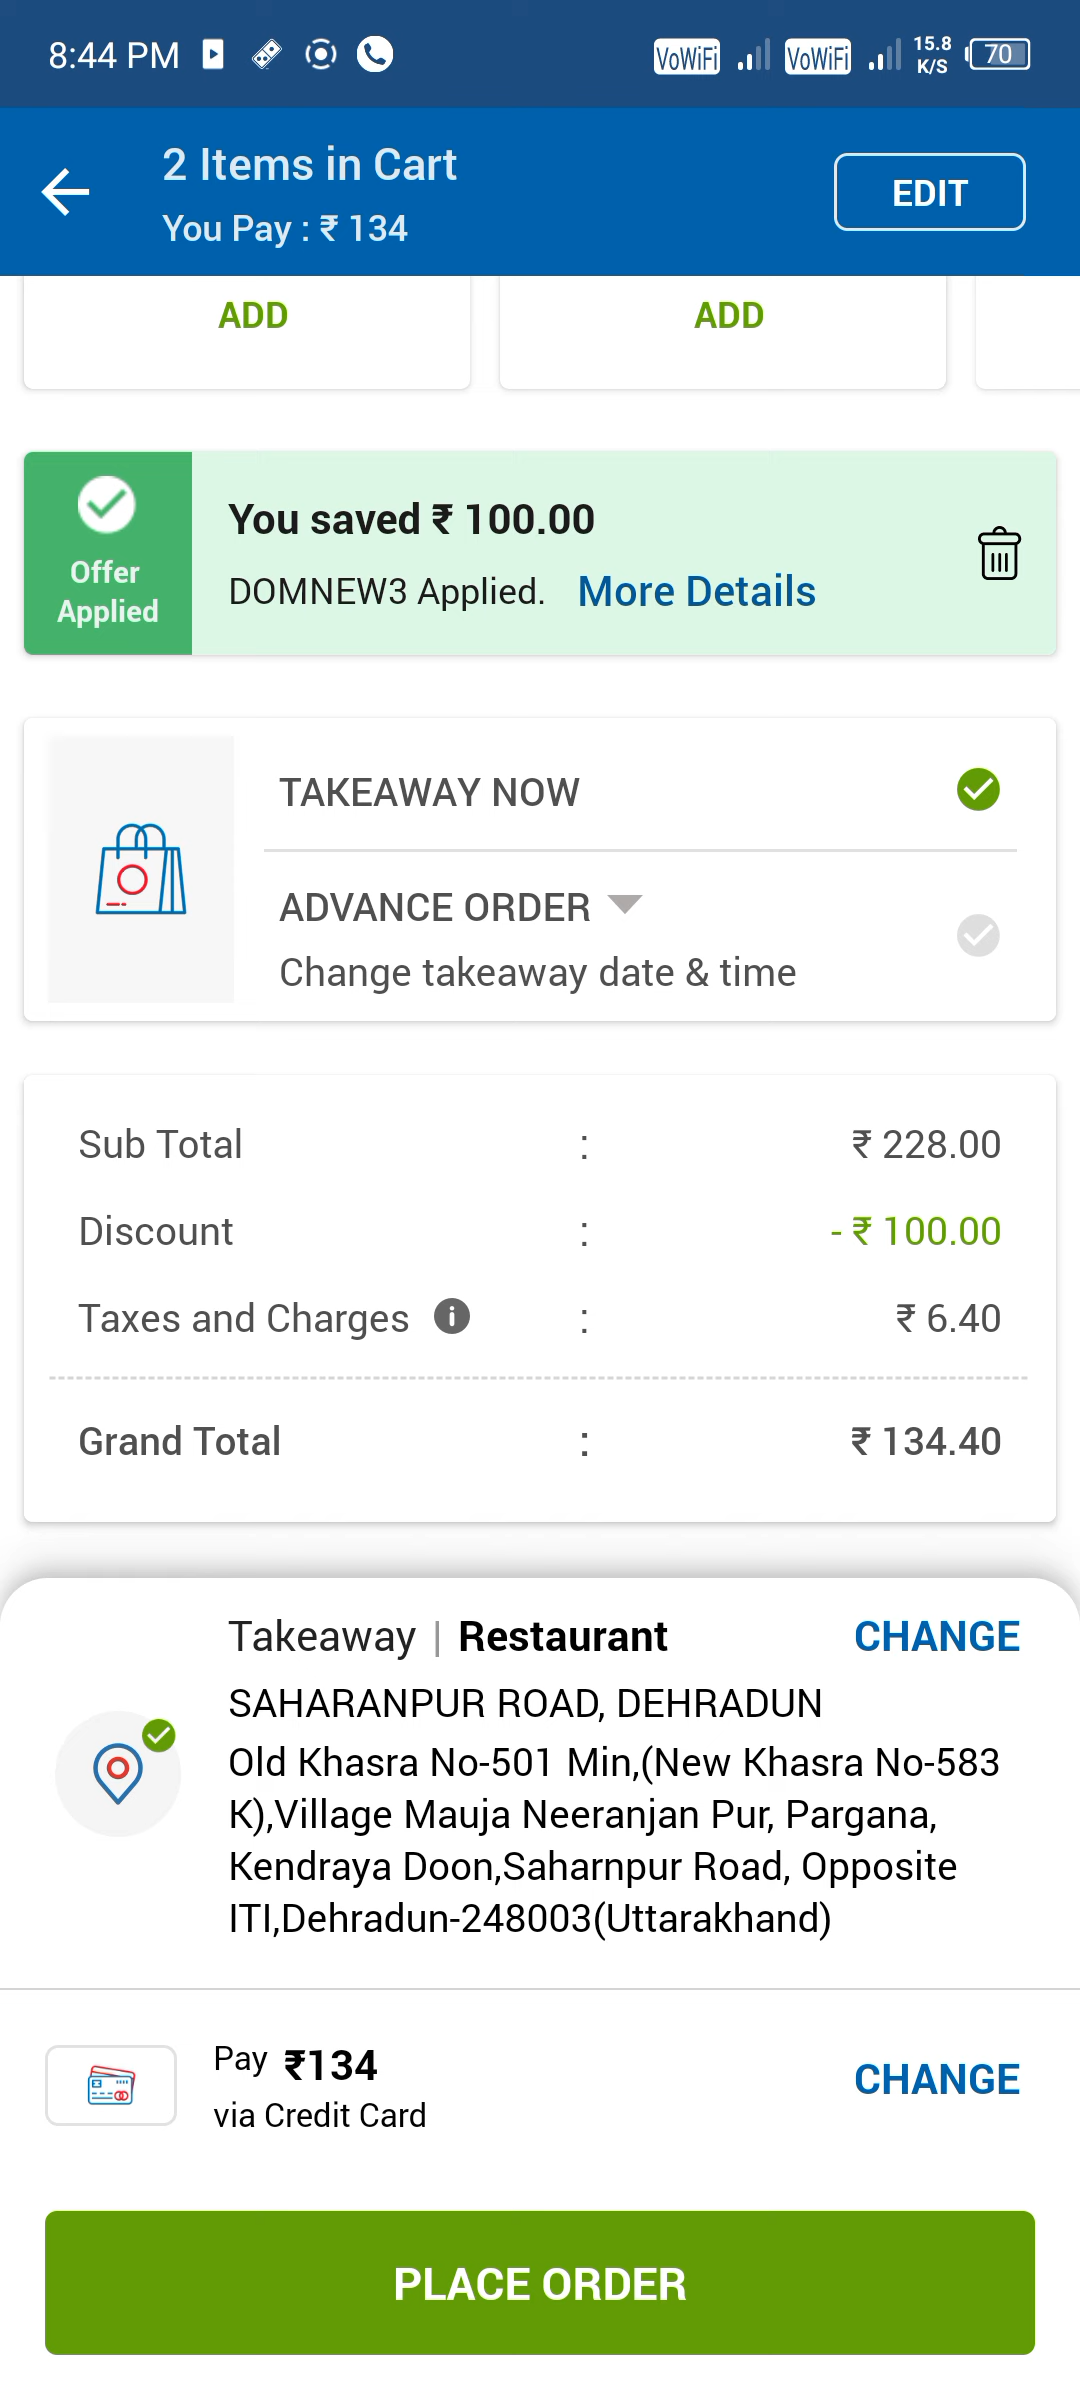 8:44 PM
VoWiFi VoWiFi 15.8 K/S 70
2 Items in Cart
You Pay : ₹ 134
EDIT
ADD ADD
Offer Applied
You saved ₹ 100.00
DOMNEW3 Applied. More Details
TAKEAWAY NOW
ADVANCE ORDER
Change takeaway date & time
Sub Total : ₹ 228.00
Discount : - ₹ 100.00
Taxes and Charges : ₹ 6.40
Grand Total : ₹ 134.40
Takeaway | Restaurant CHANGE
SAHARANPUR ROAD, DEHRADUN
Old Khasra No-501 Min,(New Khasra No-583
K),Village Mauja Neeranjan Pur, Pargana,
Kendraya Doon,Saharnpur Road, Opposite
ITI,Dehradun-248003(Uttarakhand)
Pay ₹134 CHANGE
via Credit Card
PLACE ORDER